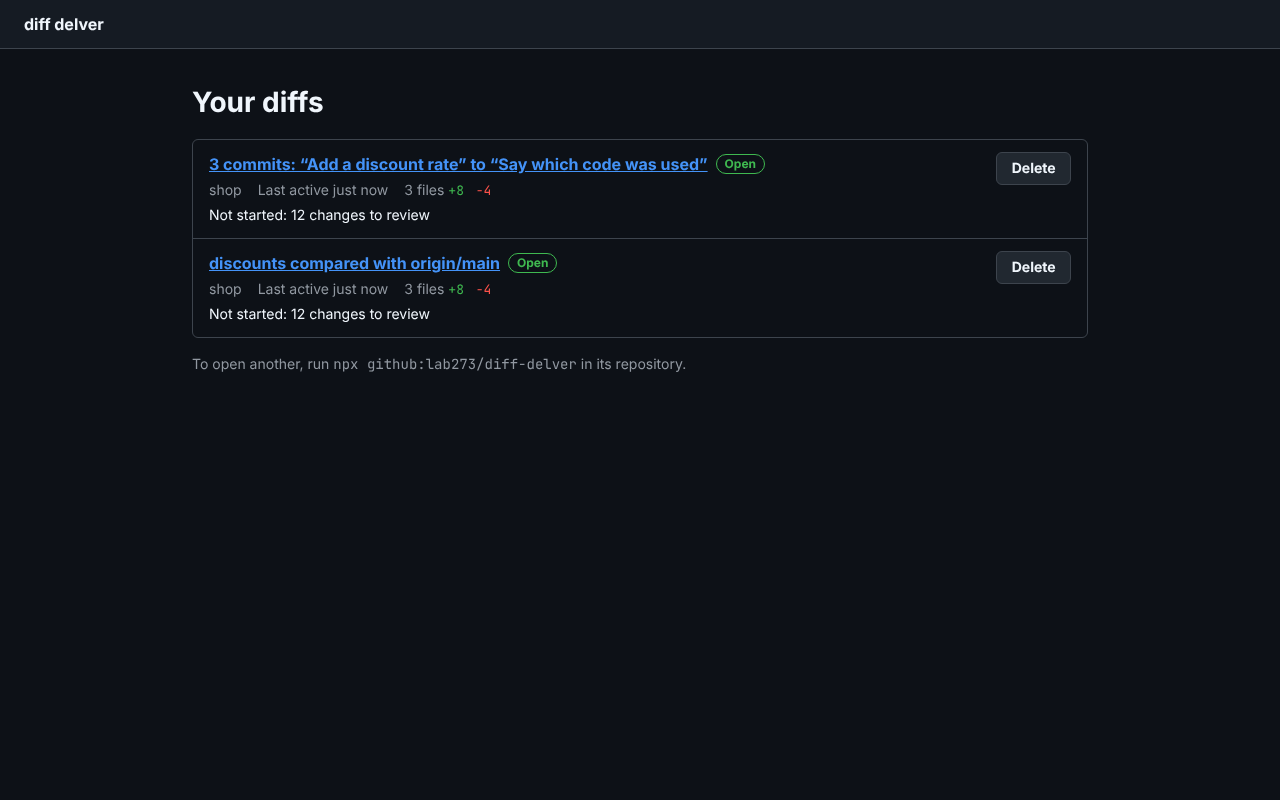 diff delver
Your diffs
3 commits: “Add a discount rate” to “Say which code was used” Open
Delete
shop Last active just now 3 files +8 -4
Not started: 12 changes to review
discounts compared with origin/main Open
Delete
shop Last active just now 3 files +8 -4
Not started: 12 changes to review
To open another, run npx github:lab273/diff-delver in its repository.